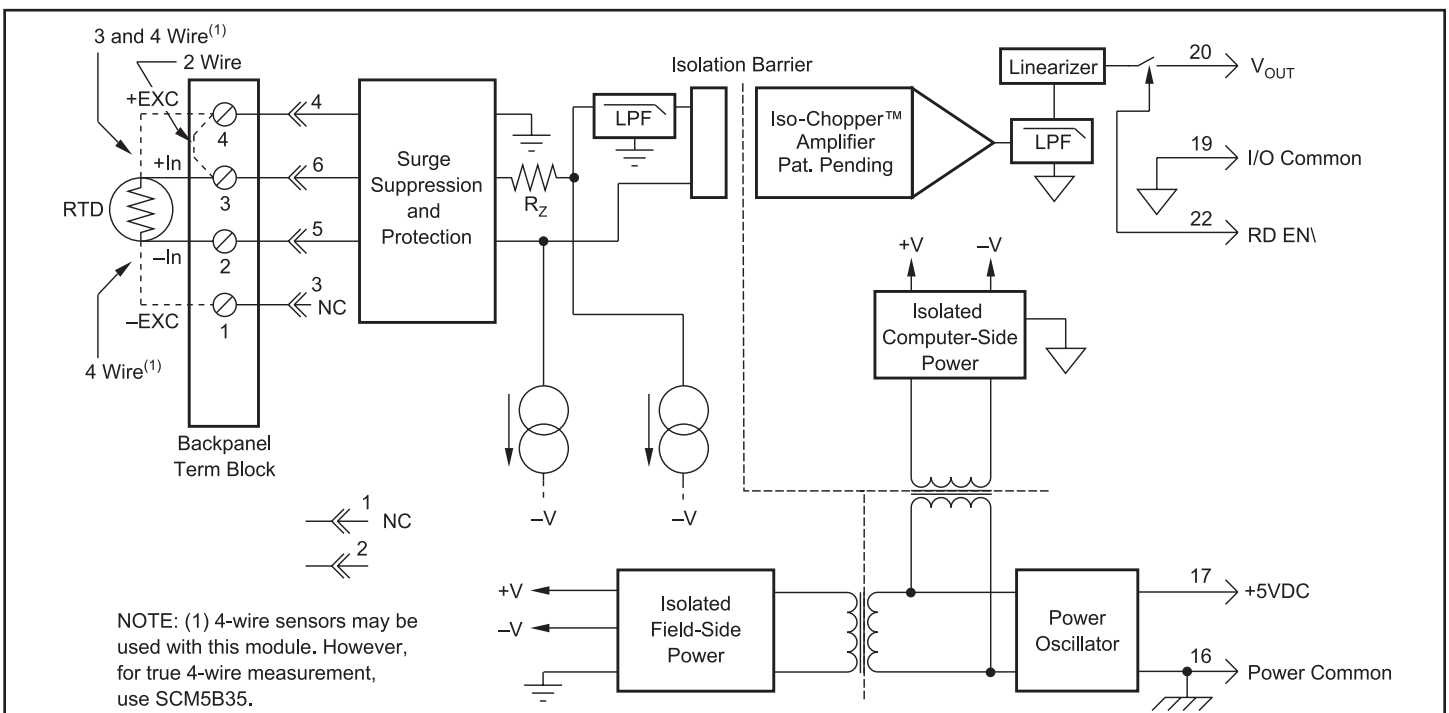 3 and 4 Wire(1)
2 Wire
+EXC
4
4
+In
6
3
RTD
5
–In
2
3
NC
–EXC
1
4 Wire(1)
Backpanel
Term Block
Surge
Suppression
and
Protection
RZ
LPF
Isolation Barrier
Iso-Chopper™
Amplifier
Pat. Pending
LPF
Linearizer
20
VOUT
19
I/O Common
22
RD EN\
+V
–V
Isolated
Computer-Side
Power
–V
–V
1
NC
2
+V
–V
Isolated
Field-Side
Power
Power
Oscillator
17
+5VDC
16
Power Common
NOTE: (1) 4-wire sensors may be
used with this module. However,
for true 4-wire measurement,
use SCM5B35.